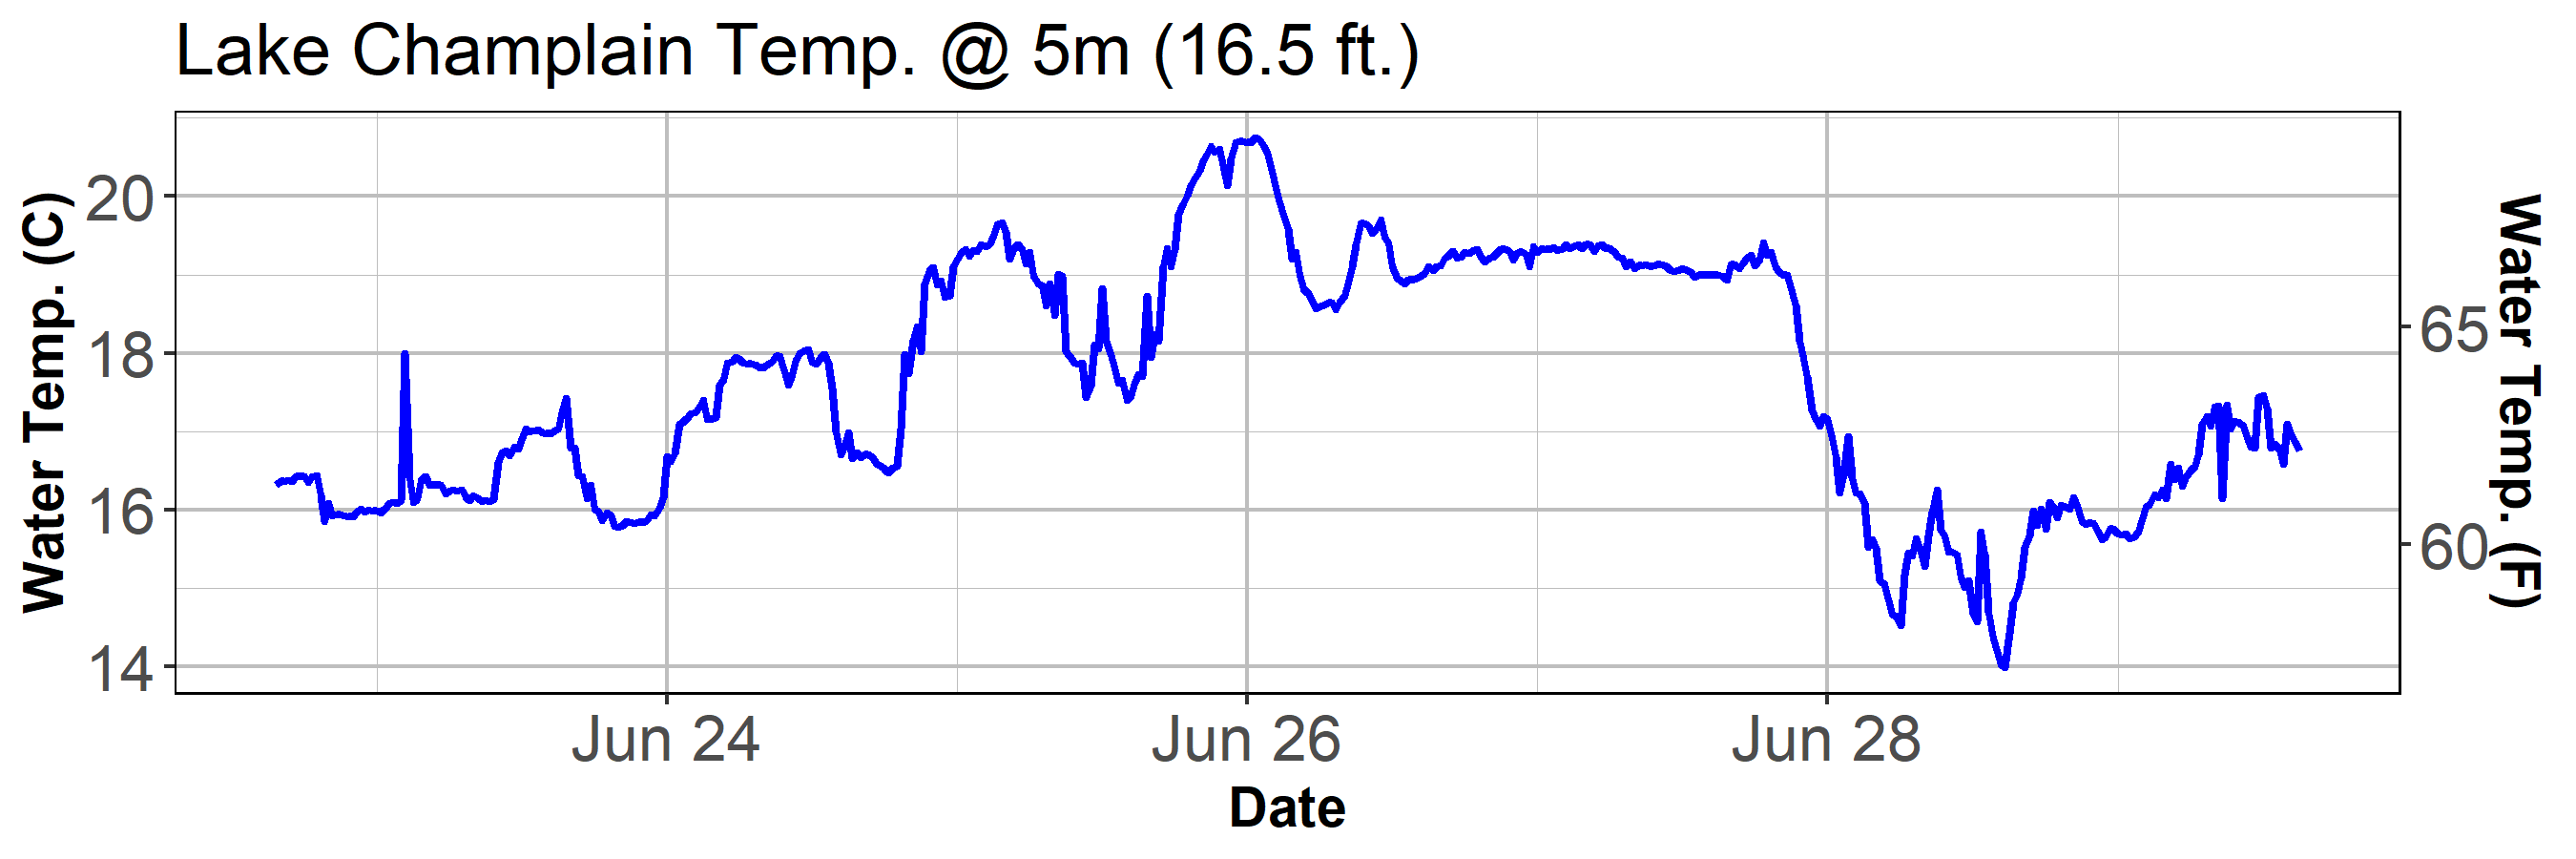 Lake Champlain Temp. @ 5m (16.5 ft.)
Water Temp. (C)
20
18
16
14
65
60
Water Temp. (F)
Jun 24
Jun 26
Jun 28
Date